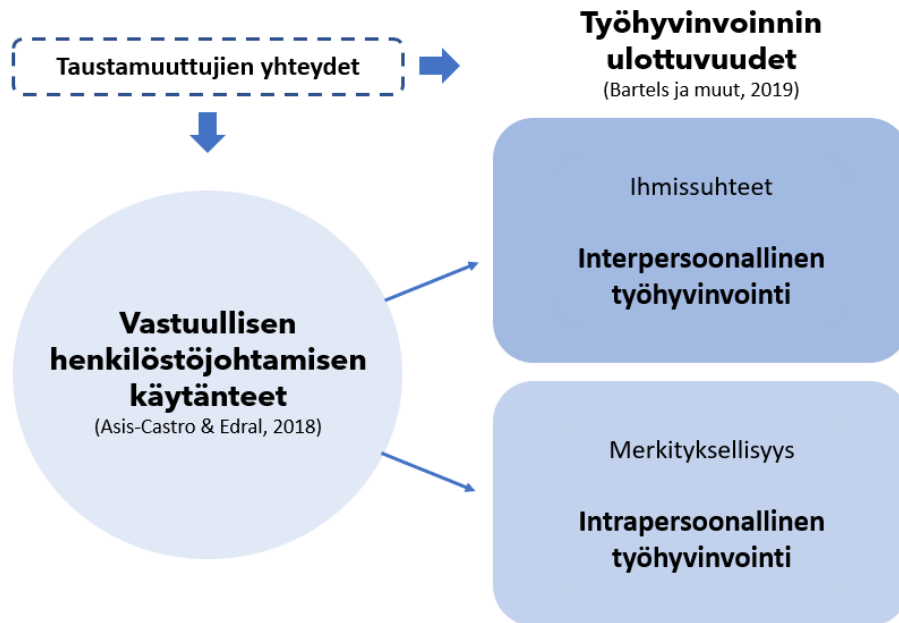 Taustamuuttujien yhteydet
Työhyvinvoinnin
ulottuvuudet
(Bartels ja muut, 2019)
Ihmissuhteet
Interpersoonallinen
työhyvinvointi
Vastuullisen
henkilöstöjohtamisen
käytänteet
(Asis-Castro & Edral, 2018)
Merkityksellisyys
Intrapersoonallinen
työhyvinvointi